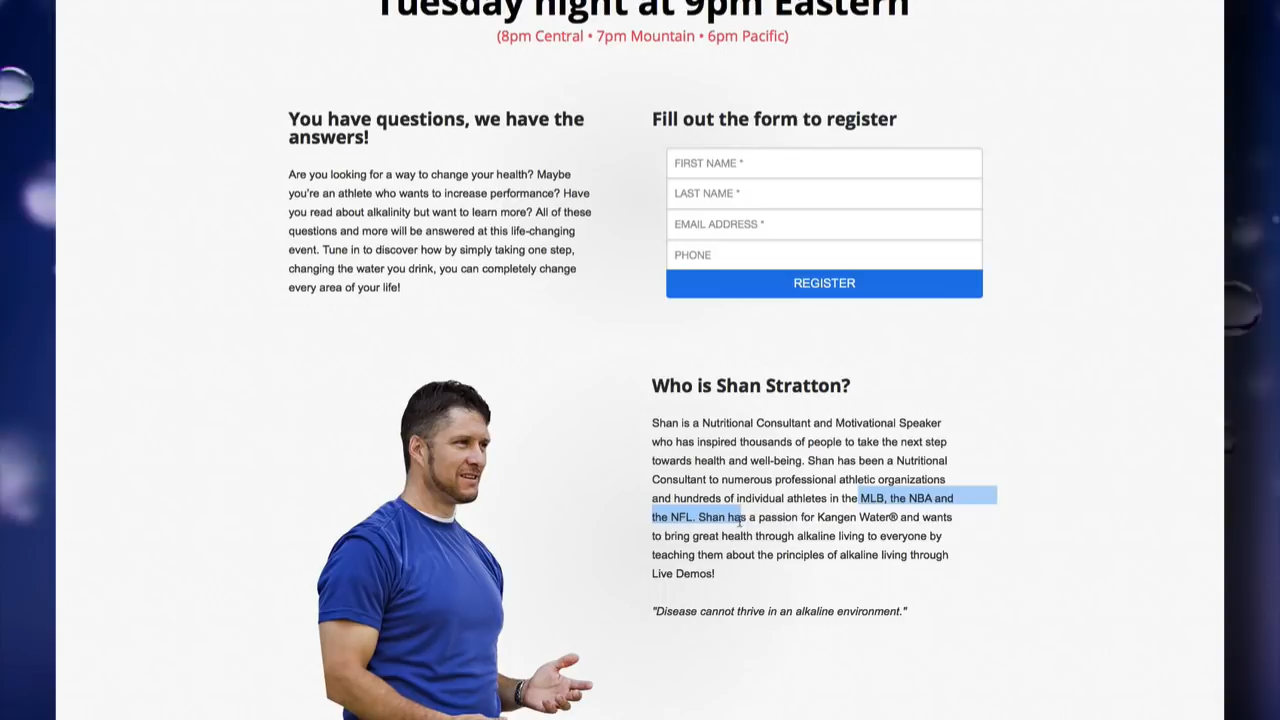 Tuesday night at 9pm Eastern
(8pm Central • 7pm Mountain • 6pm Pacific)
You have questions, we have the
answers!
Are you looking for a way to change your health? Maybe
you're an athlete who wants to increase performance? Have
you read about alkalinity but want to learn more? All of these
questions and more will be answered at this life-changing
event. Tune in to discover how by simply taking one step,
changing the water you drink, you can completely change
every area of your life!
Fill out the form to register
FIRST NAME *
LAST NAME *
EMAIL ADDRESS *
PHONE
REGISTER
Who is Shan Stratton?
Shan is a Nutritional Consultant and Motivational Speaker
who has inspired thousands of people to take the next step
towards health and well-being. Shan has been a Nutritional
Consultant to numerous professional athletic organizations
and hundreds of individual athletes in the MLB, the NBA and
the NFL. Shan has a passion for Kangen Water® and wants
to bring great health through alkaline living to everyone by
teaching them about the principles of alkaline living through
Live Demos!
"Disease cannot thrive in an alkaline environment."